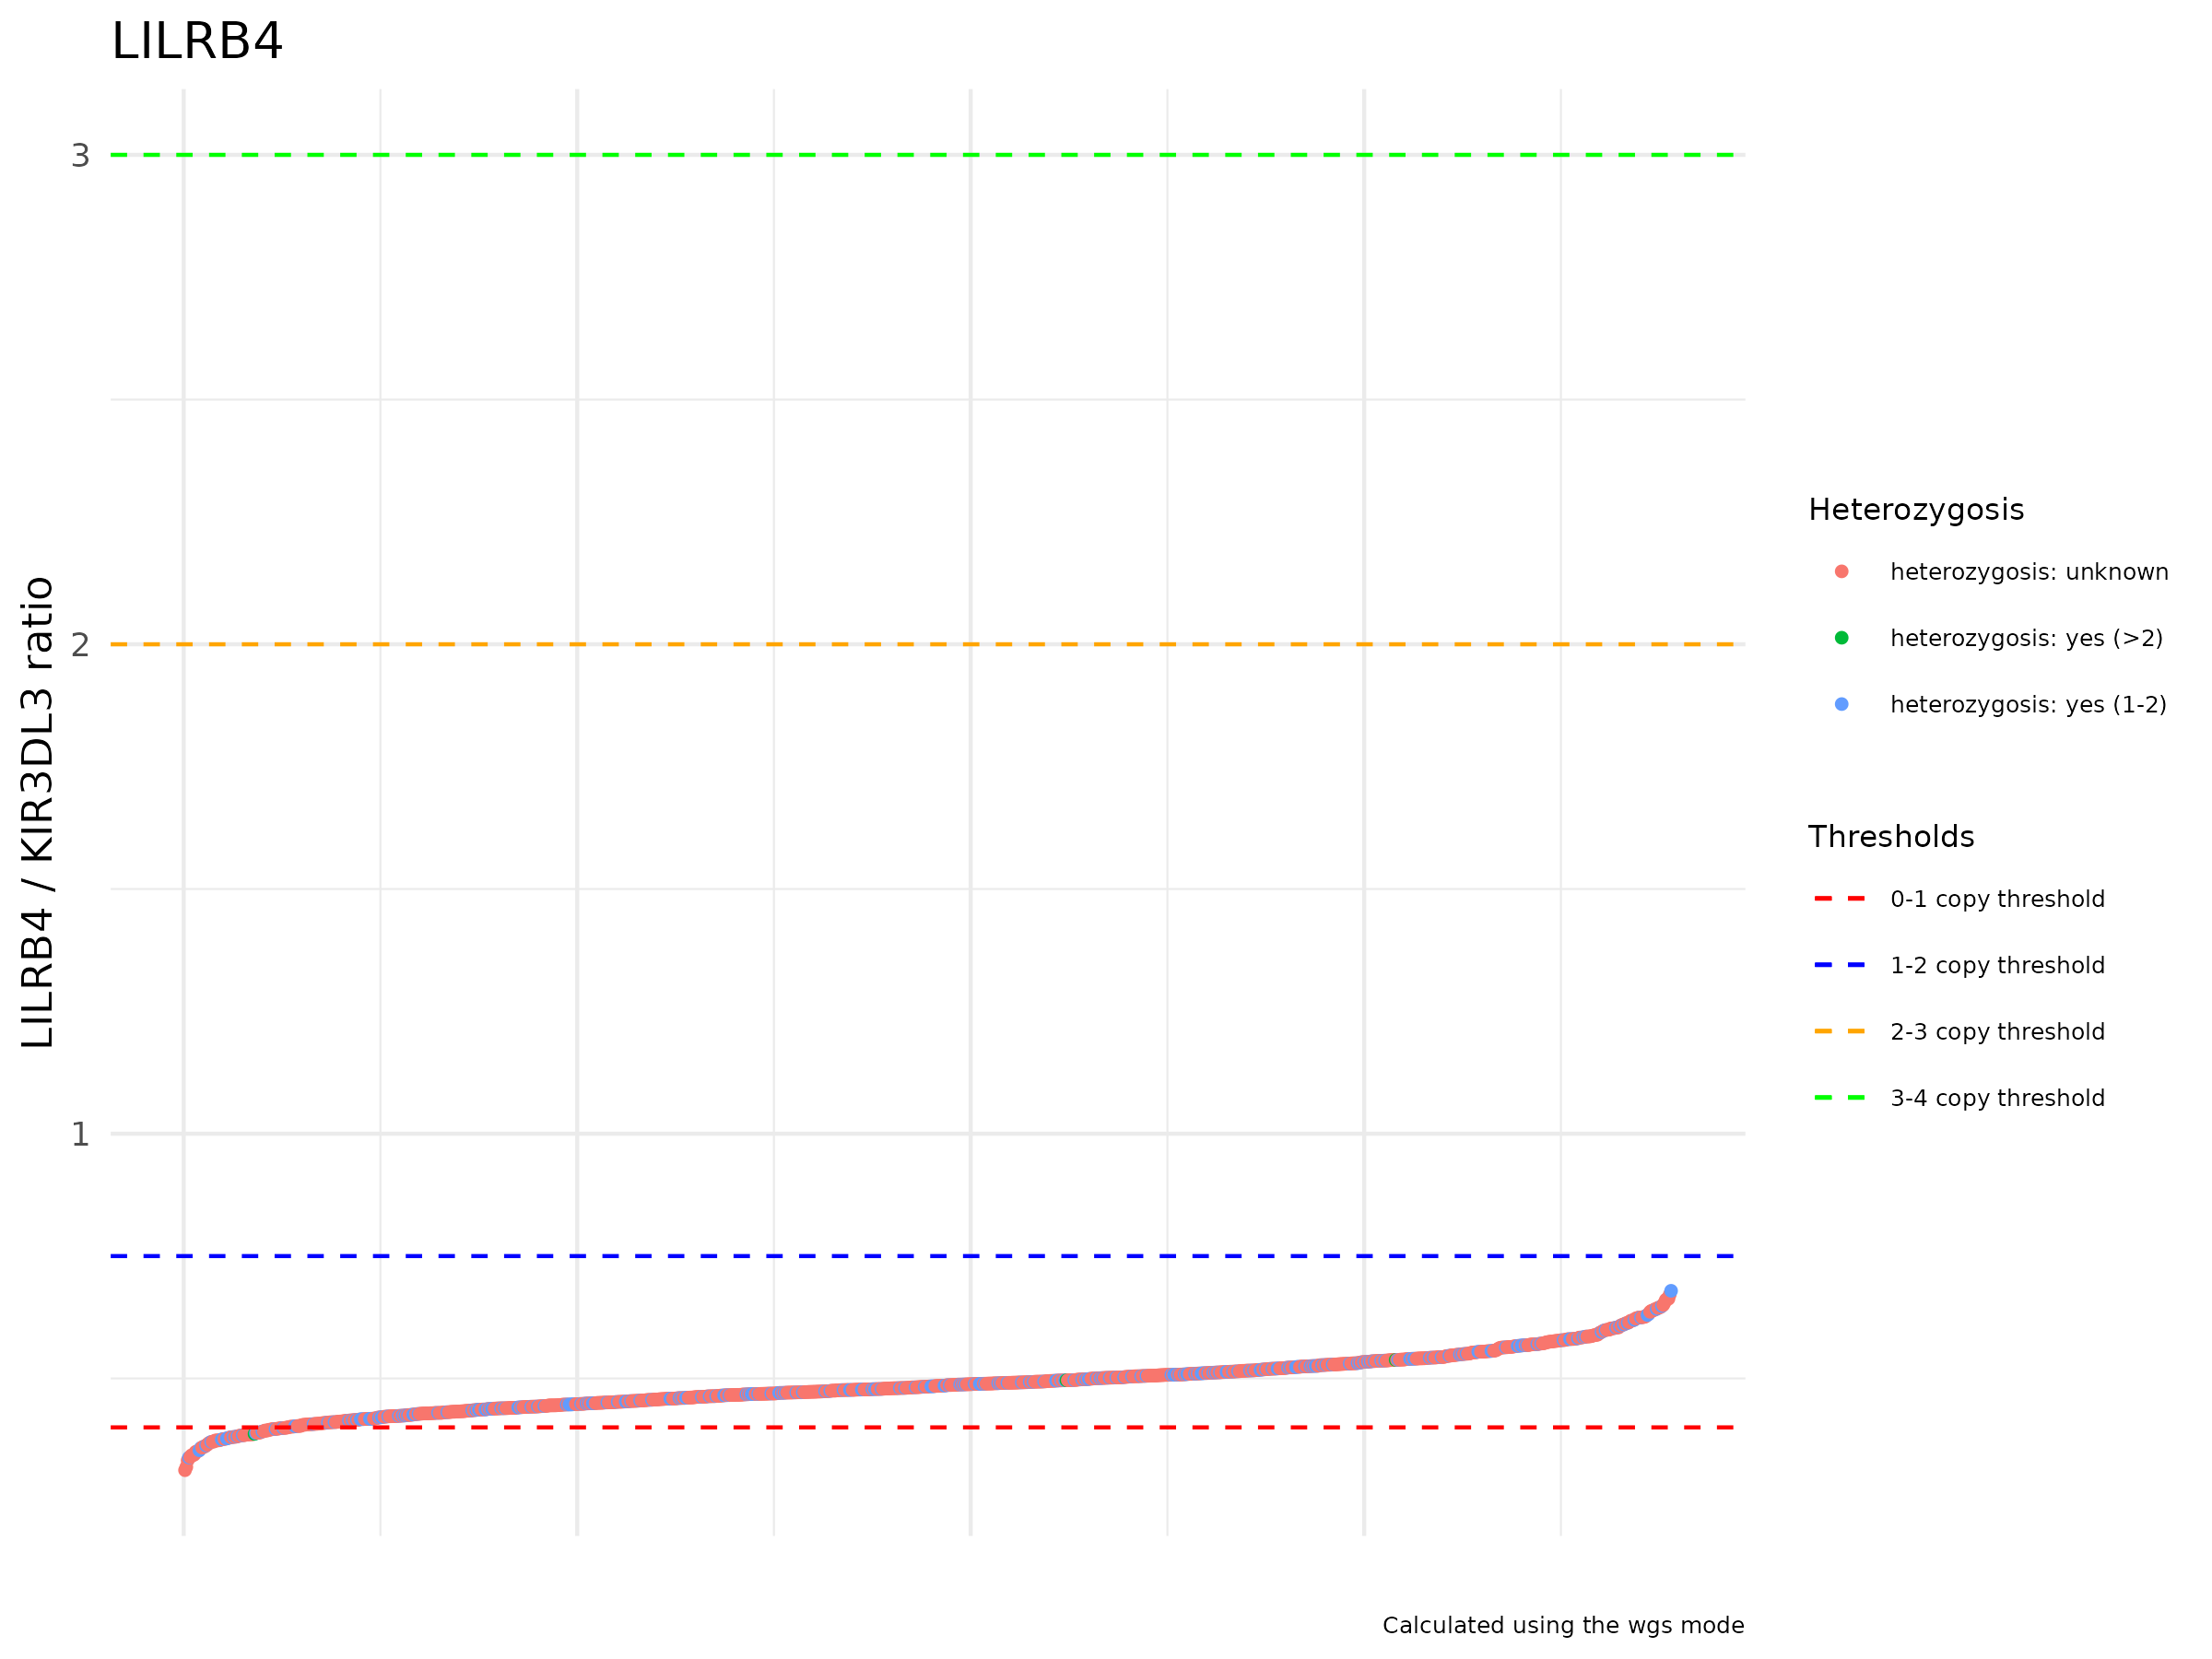 LILRB4
3
2
1
LILRB4 / KIR3DL3 ratio
Heterozygosis
heterozygosis: unknown
heterozygosis: yes (>2)
heterozygosis: yes (1-2)
Thresholds
0-1 copy threshold
1-2 copy threshold
2-3 copy threshold
3-4 copy threshold
Calculated using the wgs mode